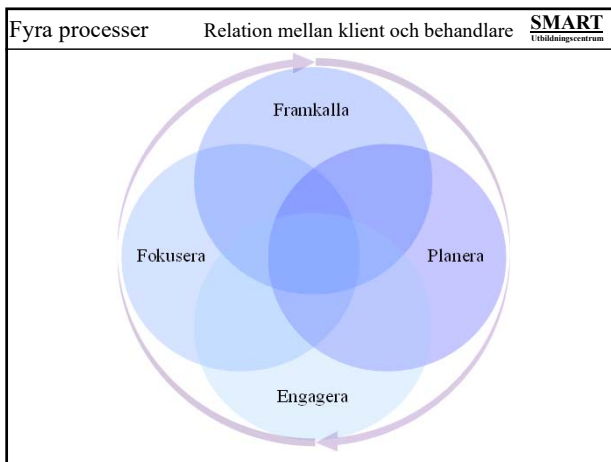 Fyra processer
Relation mellan klient och behandlare
SMART
Utbildningscentrum
Framkalla
Fokusera
Planera
Engagera